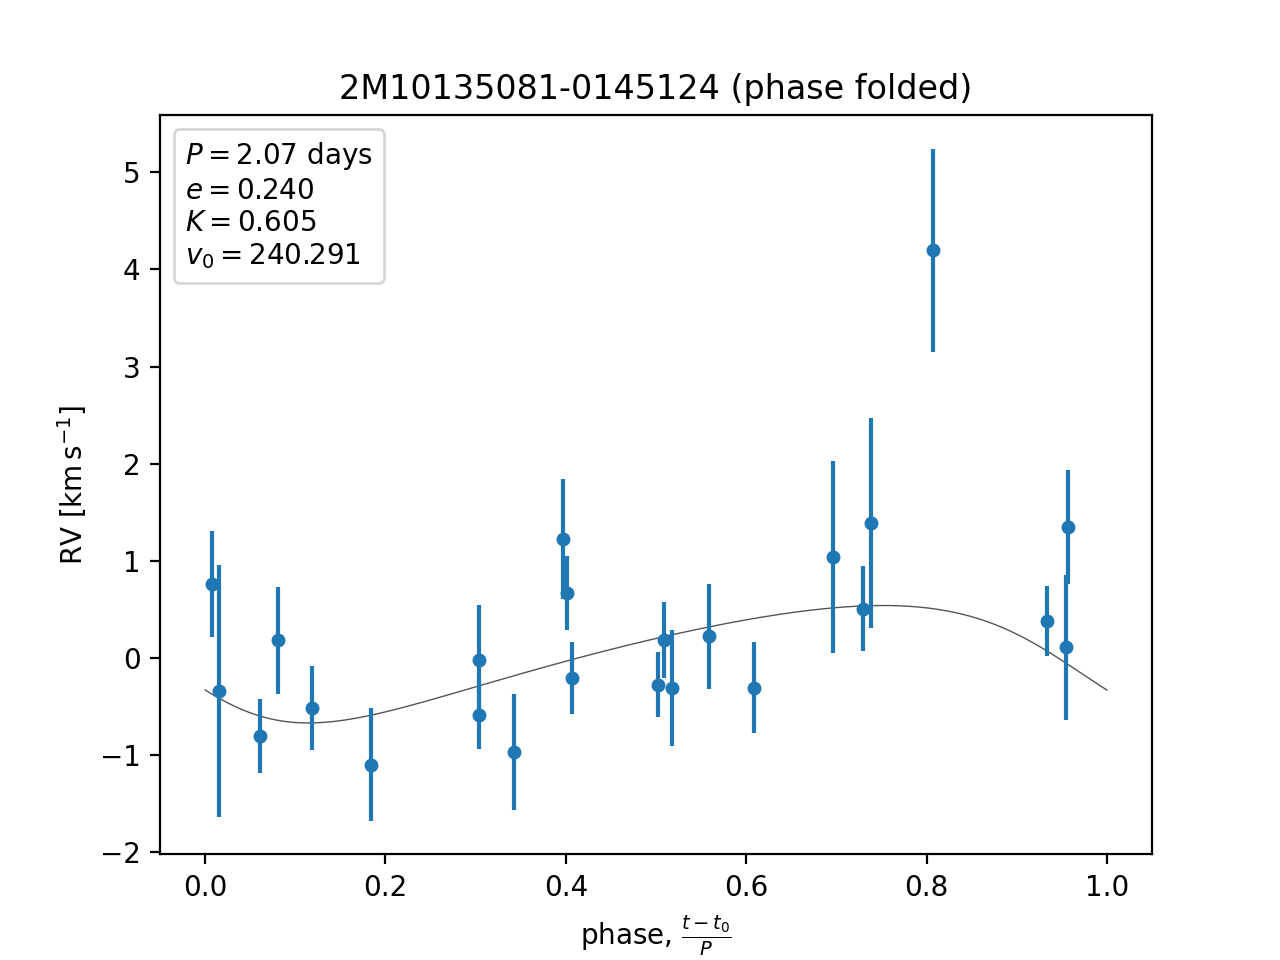 2M10135081-0145124 (phase folded)
P = 2.07 days
e = 0.240
K = 0.605
v₀ = 240.291
5
4
3
2
1
0
−1
−2
RV [km s⁻¹]
0.0 0.2 0.4 0.6 0.8 1.0
phase, (t − t₀)/P